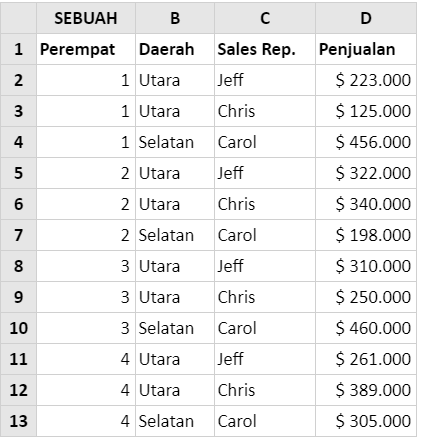 SEBUAH B C D
1 Perempat Daerah Sales Rep. Penjualan
2 1 Utara Jeff $ 223.000
3 1 Utara Chris $ 125.000
4 1 Selatan Carol $ 456.000
5 2 Utara Jeff $ 322.000
6 2 Utara Chris $ 340.000
7 2 Selatan Carol $ 198.000
8 3 Utara Jeff $ 310.000
9 3 Utara Chris $ 250.000
10 3 Selatan Carol $ 460.000
11 4 Utara Jeff $ 261.000
12 4 Utara Chris $ 389.000
13 4 Selatan Carol $ 305.000